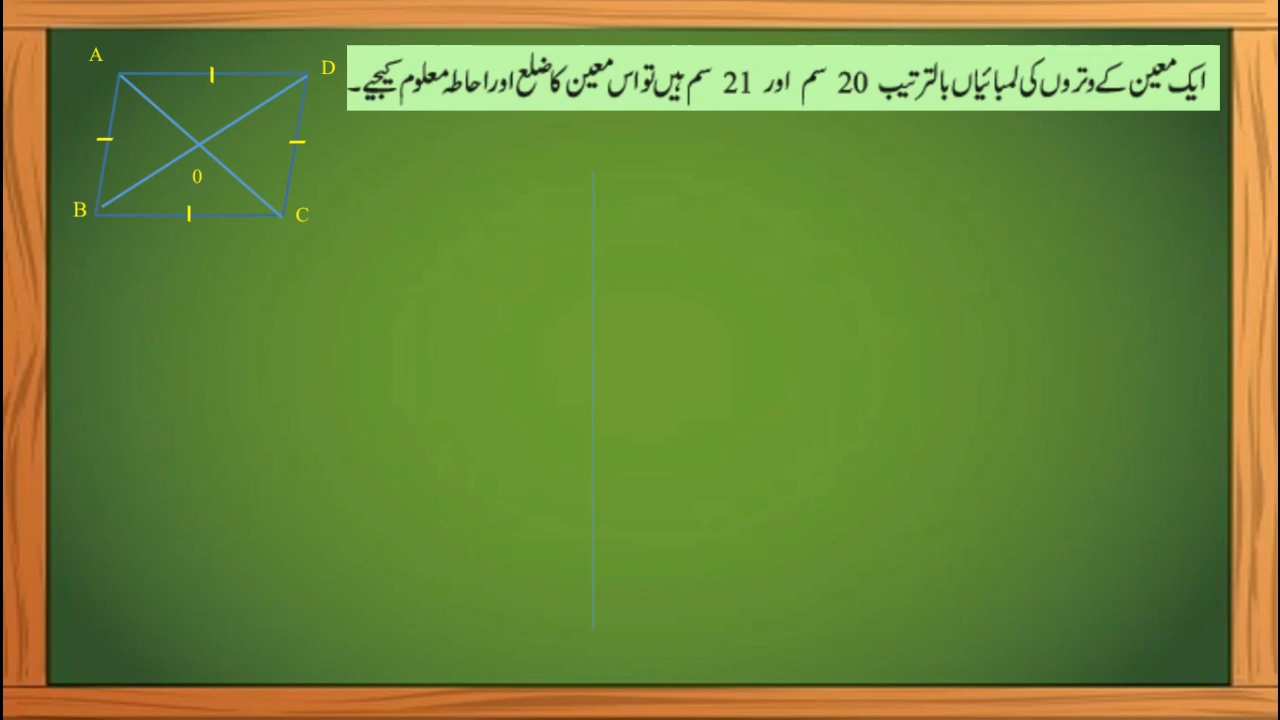 ایک معین کے وتروں کی لمبائیاں بالترتیب 20 سم اور 21 سم ہیں تو اس معین کا ضلع اور احاطہ معلوم کیجیے۔
A
D
0
B
C